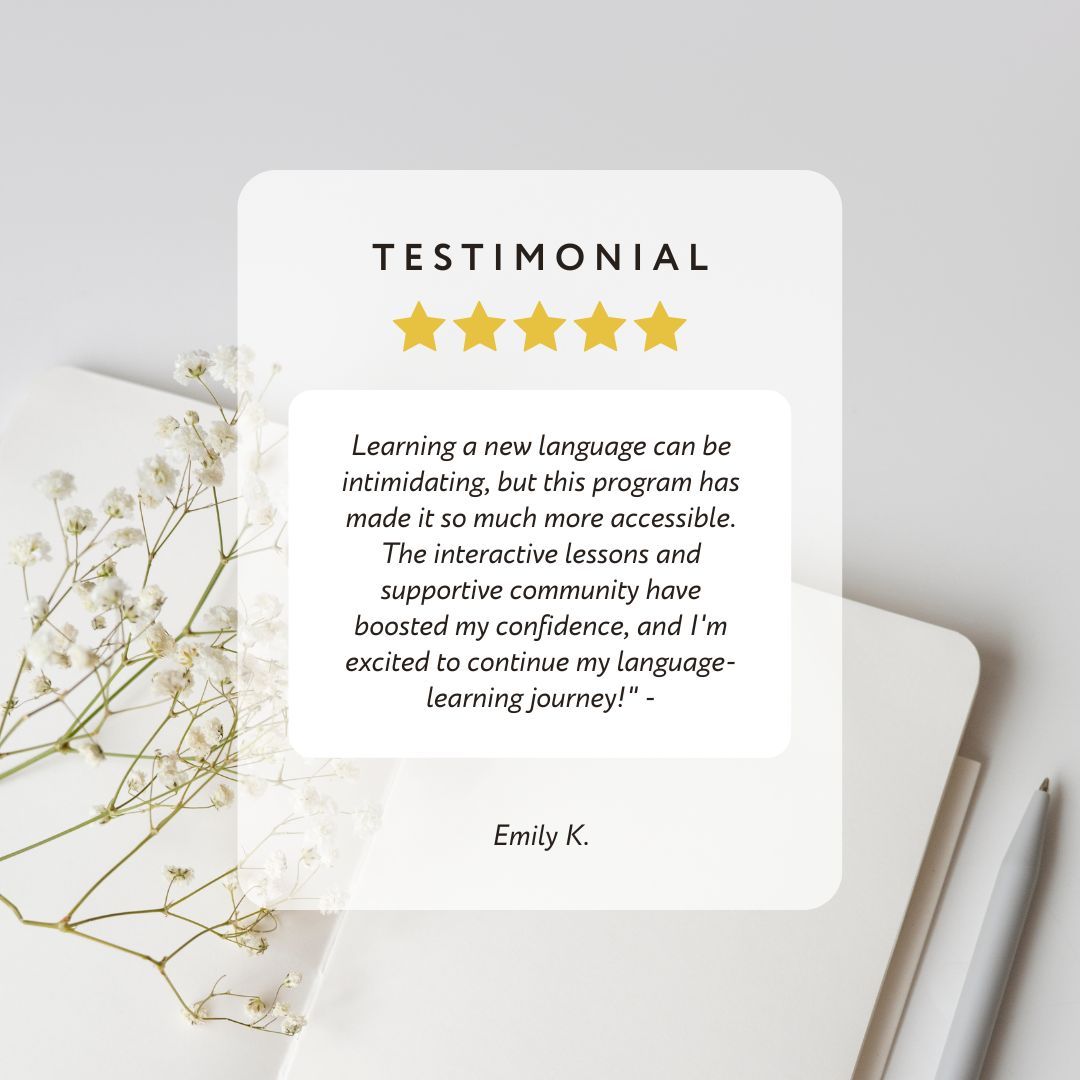 TESTIMONIAL
Learning a new language can be
intimidating, but this program has
made it so much more accessible.
The interactive lessons and
supportive community have
boosted my confidence, and I'm
excited to continue my language-
learning journey!" -
Emily K.